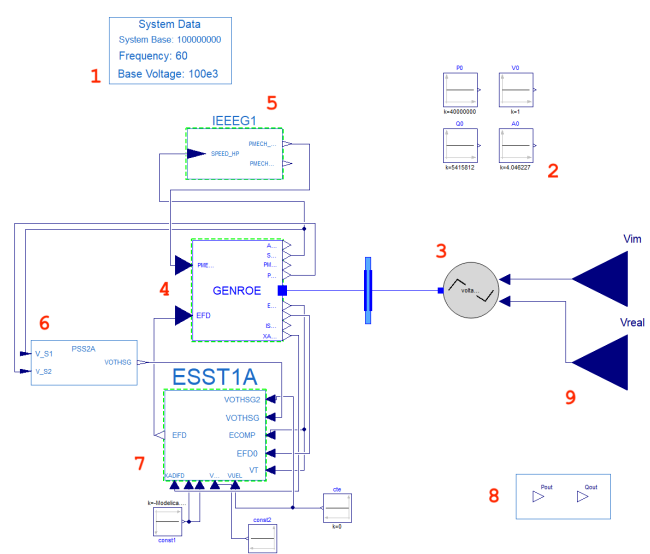 System Data
System Base: 100000000
Frequency: 60
Base Voltage: 100e3
1
P0
k=40000000
V0
k=1
Q0
k=5415812
A0
k=4.046227
2
5
IEEEG1
SPEED_HP
PMECH_...
PMECH...
3
volta...
Vim
Vreal
9
4
PME...
GENROE
EFD
A...
S...
PM...
P...
E...
IS...
XA...
6
PSS2A
V_S1
V_S2
VOTHSG
ESST1A
VOTHSG2
VOTHSG
ECOMP
EFD0
VT
EFD
XADIFD
V...
VUEL
7
k=-Modelica....
const1
const2
cte
k=0
8
Pout
Qout